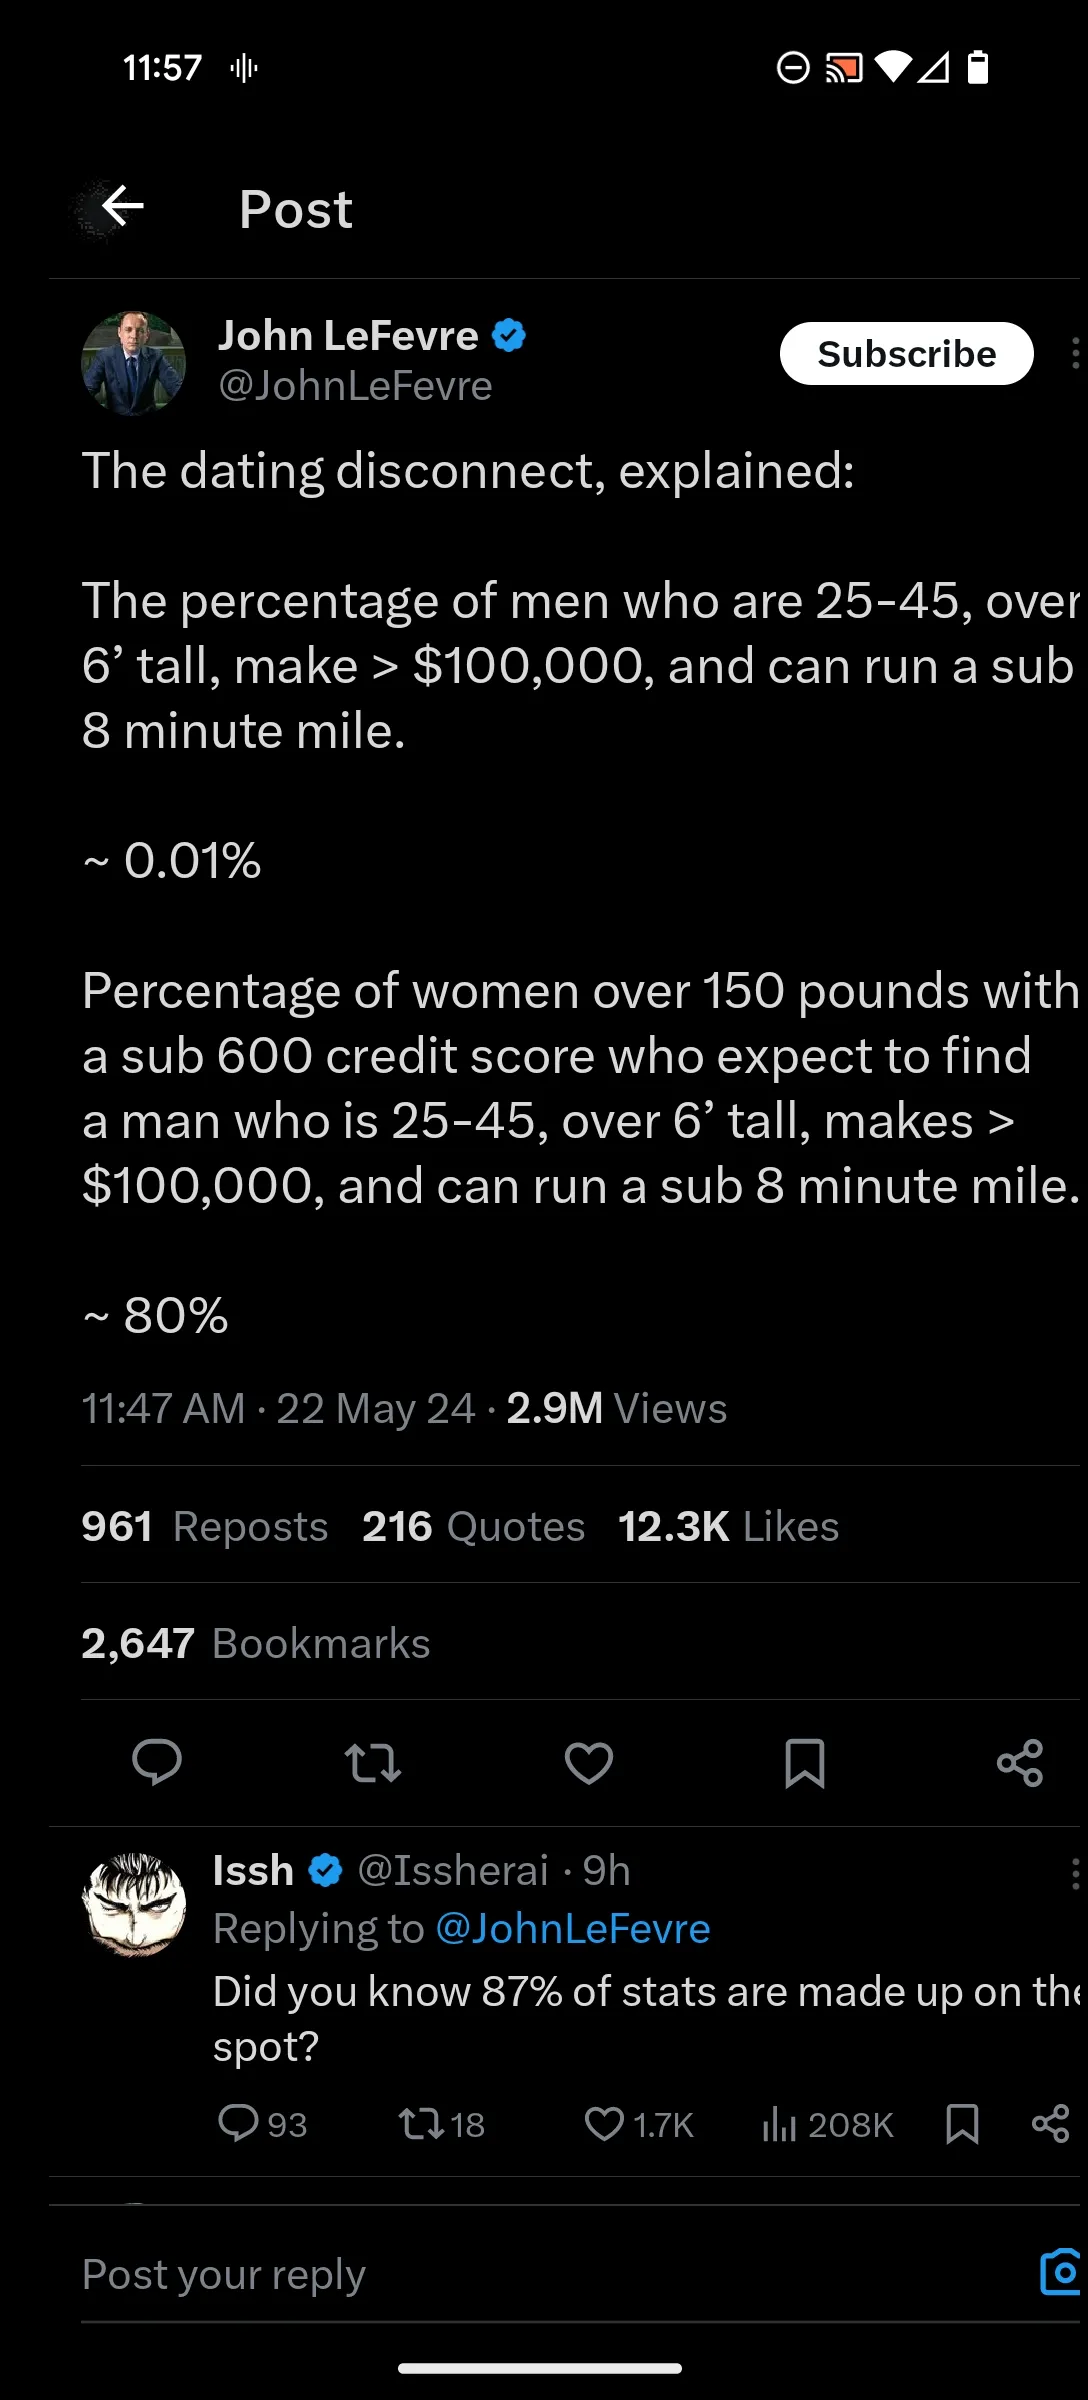 11:57
Post
John LeFevre
Subscribe
@JohnLeFevre
The dating disconnect, explained:
The percentage of men who are 25-45, over
6’ tall, make > $100,000, and can run a sub
8 minute mile.
~ 0.01%
Percentage of women over 150 pounds with
a sub 600 credit score who expect to find
a man who is 25-45, over 6’ tall, makes >
$100,000, and can run a sub 8 minute mile.
~ 80%
11:47 AM · 22 May 24 · 2.9M Views
961 Reposts 216 Quotes 12.3K Likes
2,647 Bookmarks
Issh @Issherai · 9h
Replying to @JohnLeFevre
Did you know 87% of stats are made up on the
spot?
93 18 1.7K 208K
Post your reply